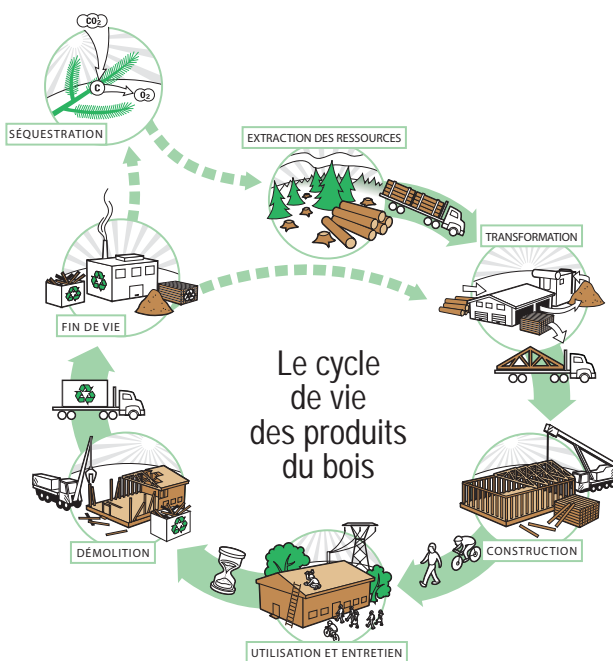 CO2
C
O2
SÉQUESTRATION
EXTRACTION DES RESSOURCES
TRANSFORMATION
FIN DE VIE
Le cycle
de vie
des produits
du bois
DÉMOLITION
CONSTRUCTION
UTILISATION ET ENTRETIEN